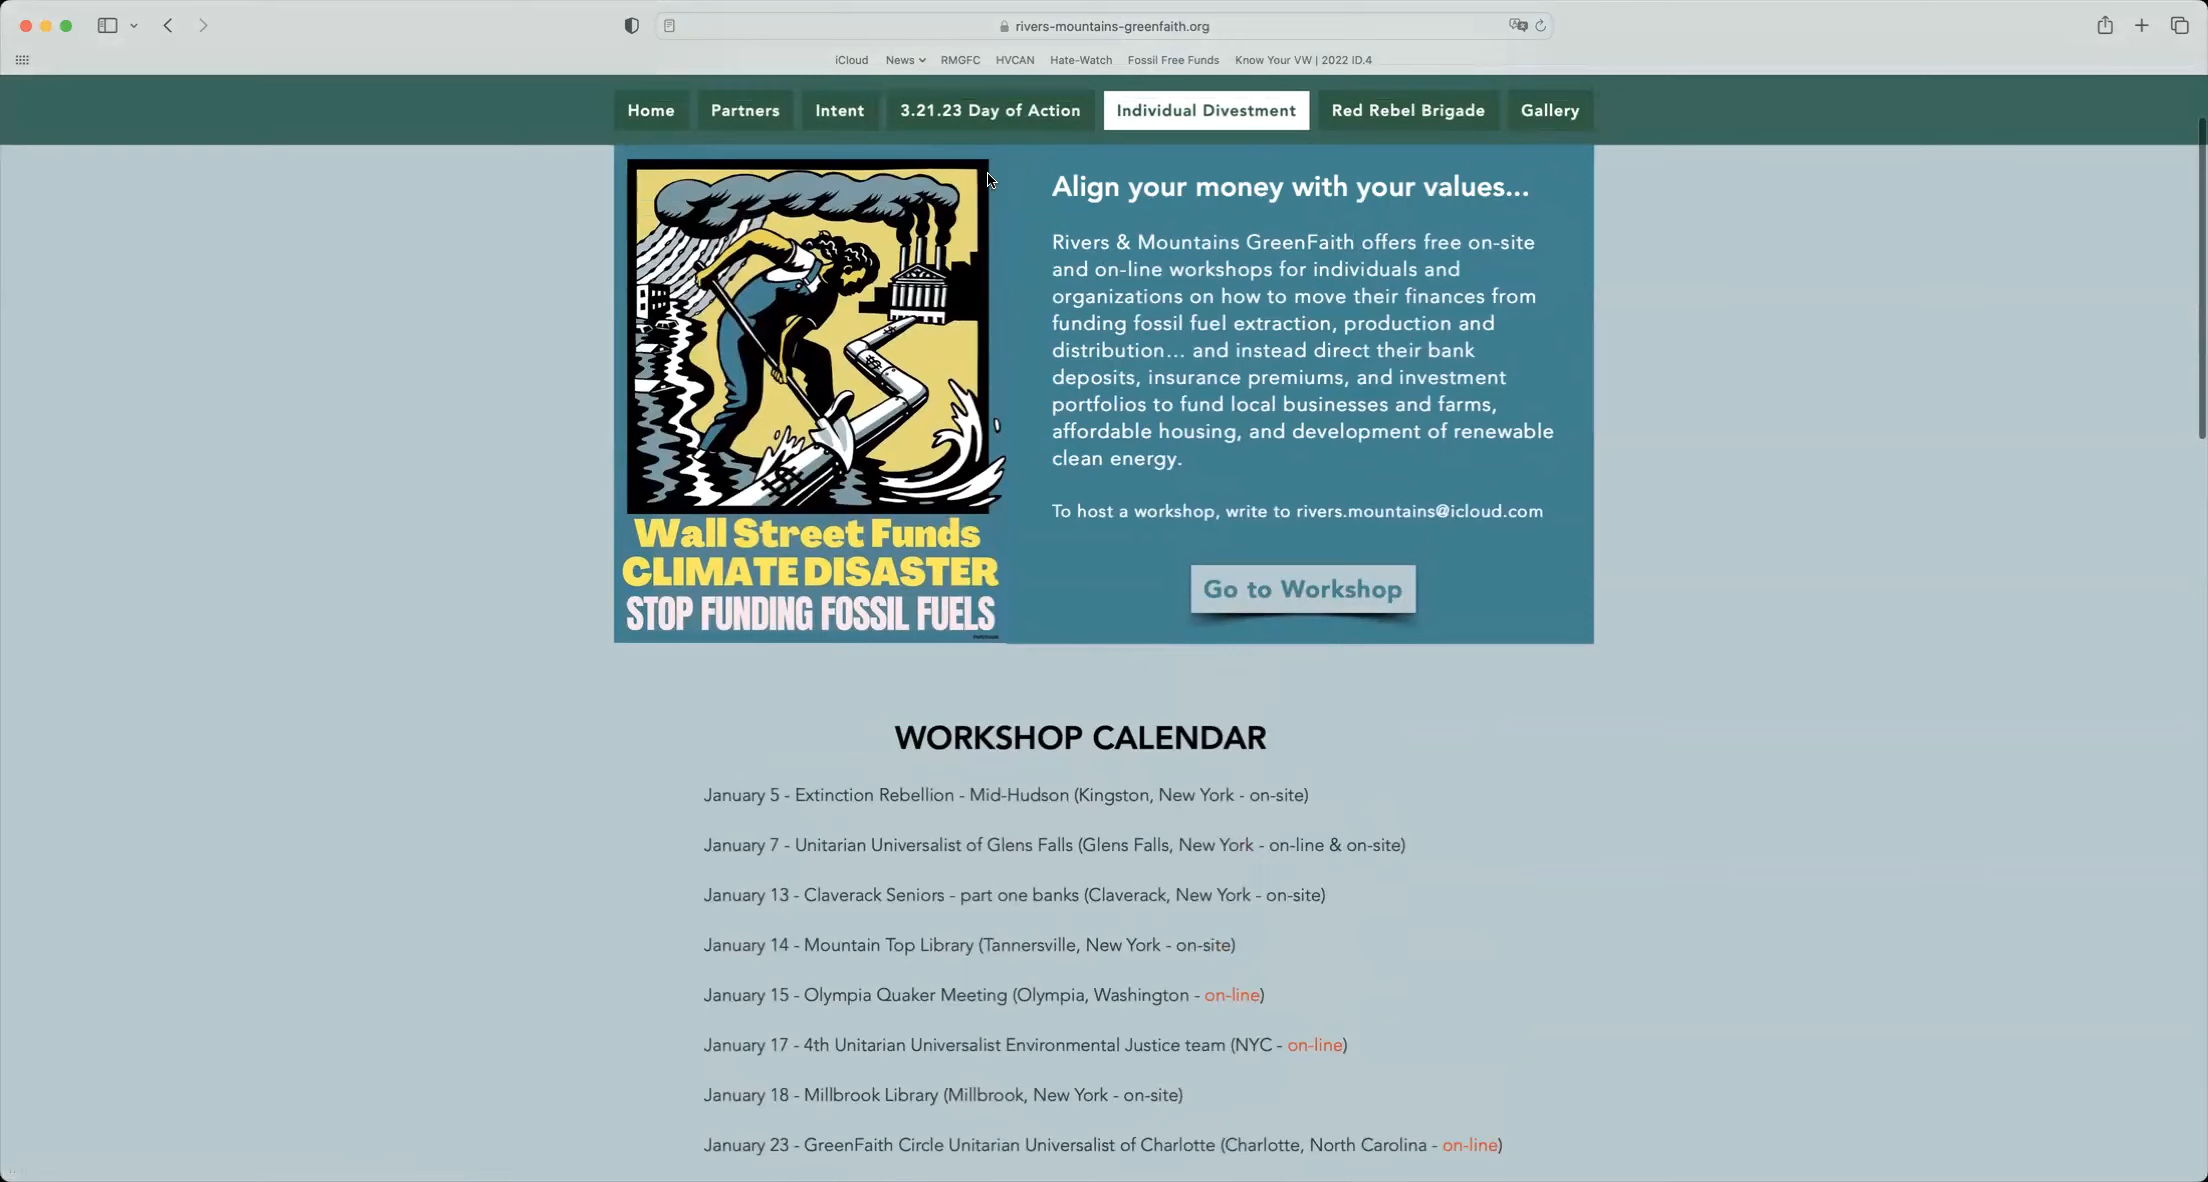 rivers-mountains-greenfaith.org
iCloud News RMGFC HVCAN Hate-Watch Fossil Free Funds Know Your VW | 2022 ID.4
Home Partners Intent 3.21.23 Day of Action Individual Divestment Red Rebel Brigade Gallery
Wall Street Funds
CLIMATE DISASTER
STOP FUNDING FOSSIL FUELS
Align your money with your values...
Rivers & Mountains GreenFaith offers free on-site
and on-line workshops for individuals and
organizations on how to move their finances from
funding fossil fuel extraction, production and
distribution... and instead direct their bank
deposits, insurance premiums, and investment
portfolios to fund local businesses and farms,
affordable housing, and development of renewable
clean energy.
To host a workshop, write to rivers.mountains@icloud.com
Go to Workshop
WORKSHOP CALENDAR
January 5 - Extinction Rebellion - Mid-Hudson (Kingston, New York - on-site)
January 7 - Unitarian Universalist of Glens Falls (Glens Falls, New York - on-line & on-site)
January 13 - Claverack Seniors - part one banks (Claverack, New York - on-site)
January 14 - Mountain Top Library (Tannersville, New York - on-site)
January 15 - Olympia Quaker Meeting (Olympia, Washington - on-line)
January 17 - 4th Unitarian Universalist Environmental Justice team (NYC - on-line)
January 18 - Millbrook Library (Millbrook, New York - on-site)
January 23 - GreenFaith Circle Unitarian Universalist of Charlotte (Charlotte, North Carolina - on-line)